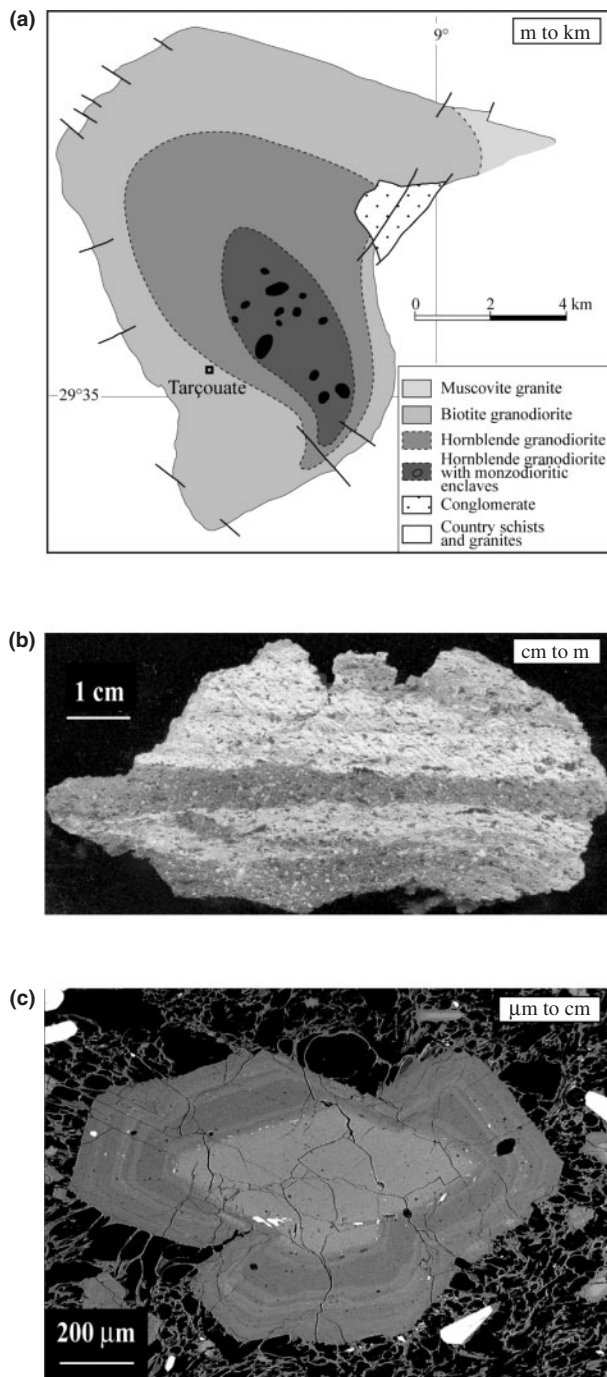 (a)
m to km
9°
0 2 4 km
Tarçouate
29°35
Muscovite granite
Biotite granodiorite
Hornblende granodiorite
Hornblende granodiorite
with monzodioritic
enclaves
Conglomerate
Country schists
and granites
(b)
cm to m
1 cm
(c)
µm to cm
200 µm